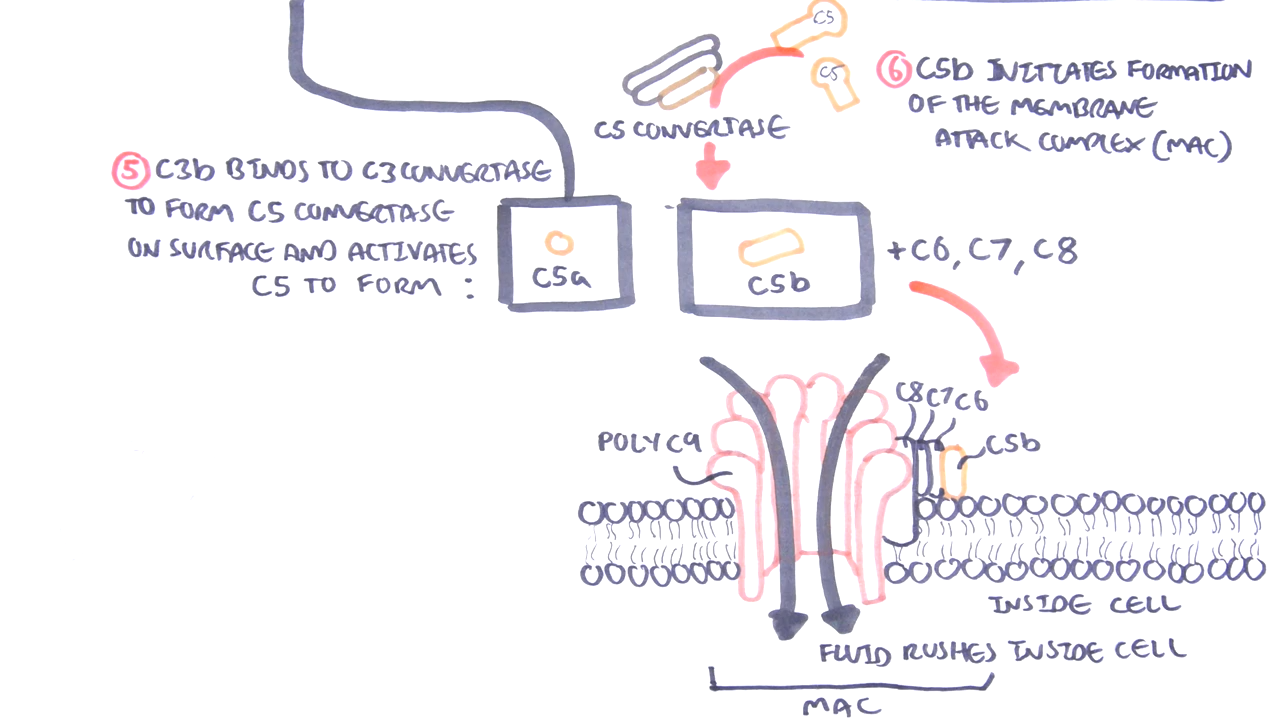 C5
C5
C5 CONVERTASE
⑥ C5b INITIATES FORMATION
OF THE MEMBRANE
ATTACK COMPLEX (MAC)
⑤ C3b BINDS TO C3 CONVERTASE
TO FORM C5 CONVERTASE
ON SURFACE AND ACTIVATES
C5 TO FORM :
C5a
C5b
+C6, C7, C8
C8 C7 C6
C5b
POLY C9
INSIDE CELL
FLUID RUSHES INSIDE CELL
MAC